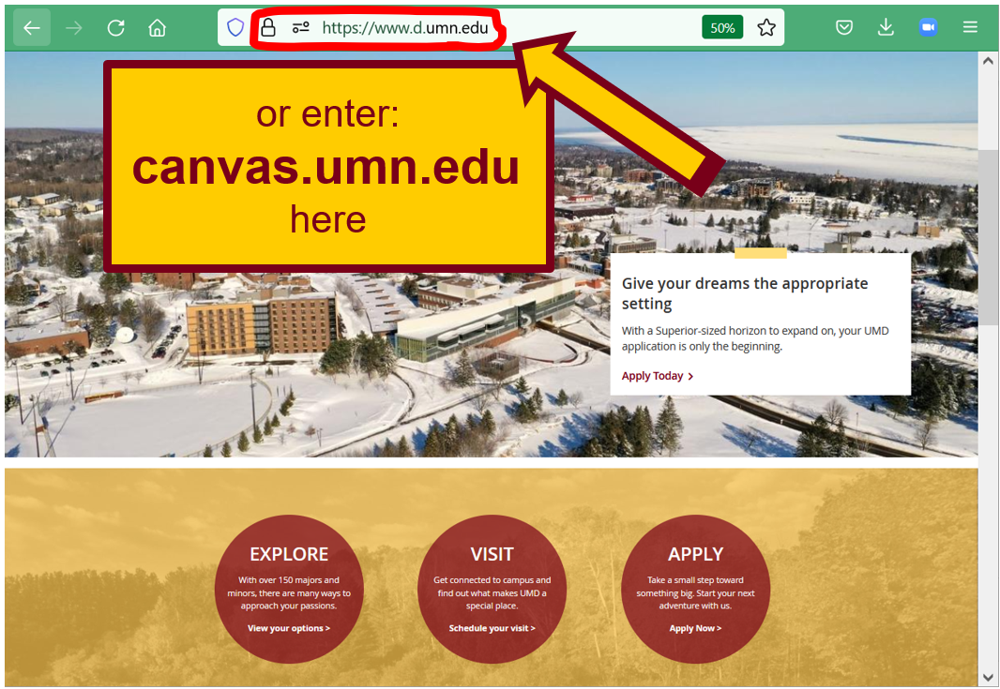 https://www.d.umn.edu
50%
or enter:
canvas.umn.edu
here
Give your dreams the appropriate
setting
With a Superior-sized horizon to expand on, your UMD
application is only the beginning.
Apply Today >
EXPLORE
With over 150 majors and
minors, there are many ways to
approach your passions.
View your options >
VISIT
Get connected to campus and
find out what makes UMD a
special place.
Schedule your visit >
APPLY
Take a small step toward
something big. Start your next
adventure with us.
Apply Now >